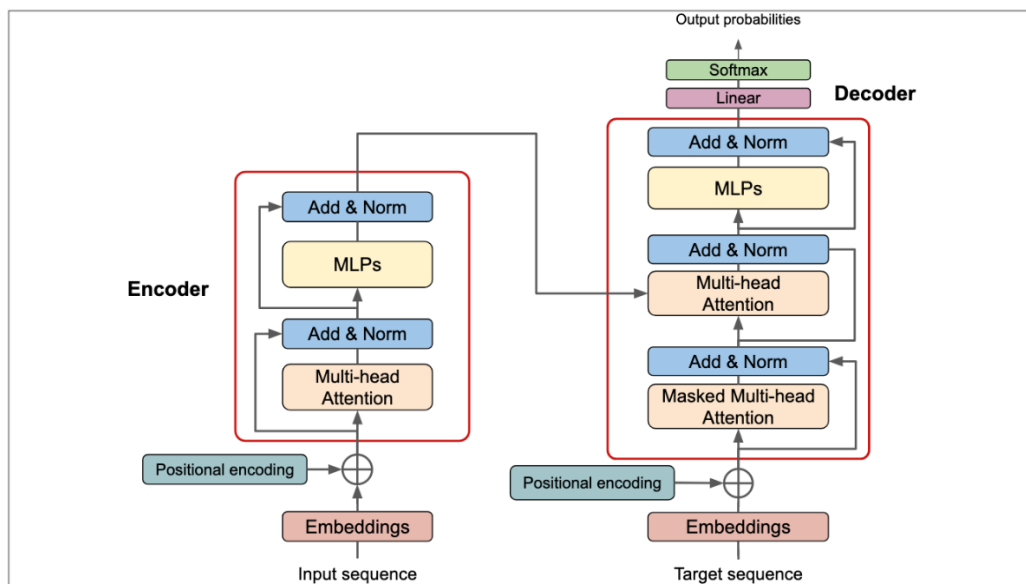 Output probabilities
Softmax
Linear
Decoder
Add & Norm
MLPs
Add & Norm
Multi-head
Attention
Add & Norm
Masked Multi-head
Attention
Positional encoding
Embeddings
Target sequence
Encoder
Add & Norm
MLPs
Add & Norm
Multi-head
Attention
Positional encoding
Embeddings
Input sequence